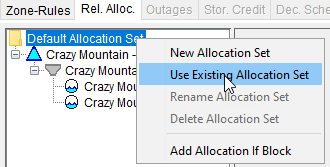 Zone-Rules Rel. Alloc. Outages Stor. Credit Dec. Sche
Default Allocation Set
New Allocation Set
Crazy Mountain -
Use Existing Allocation Set
Crazy Mounta
Rename Allocation Set
Crazy Mou
Delete Allocation Set
Crazy Mou
Add Allocation If Block